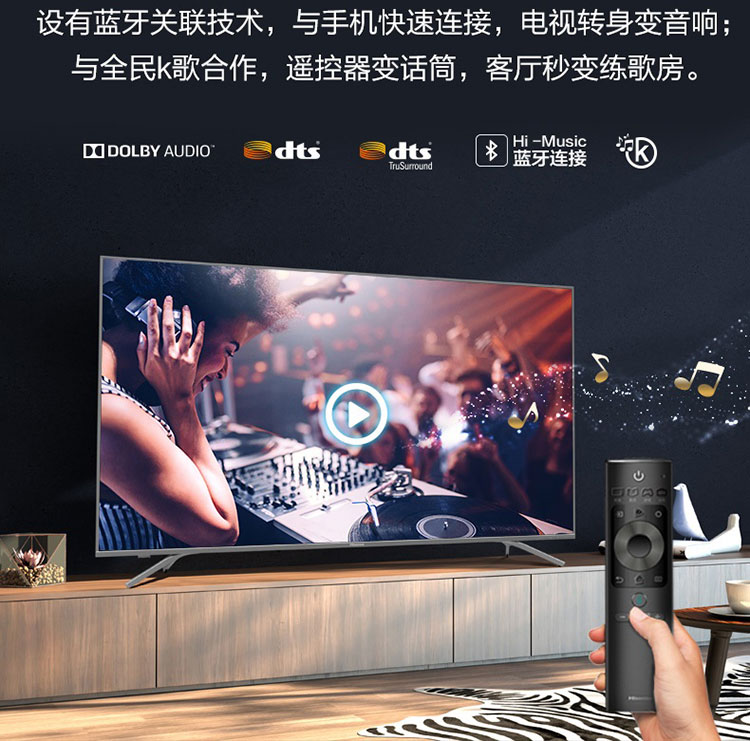 设有蓝牙关联技术，与手机快速连接，电视转身变音响；
与全民k歌合作，遥控器变话筒，客厅秒变练歌房。
DOLBY AUDIO™
dts
dts
TruSurround
Hi-Music
蓝牙连接
K